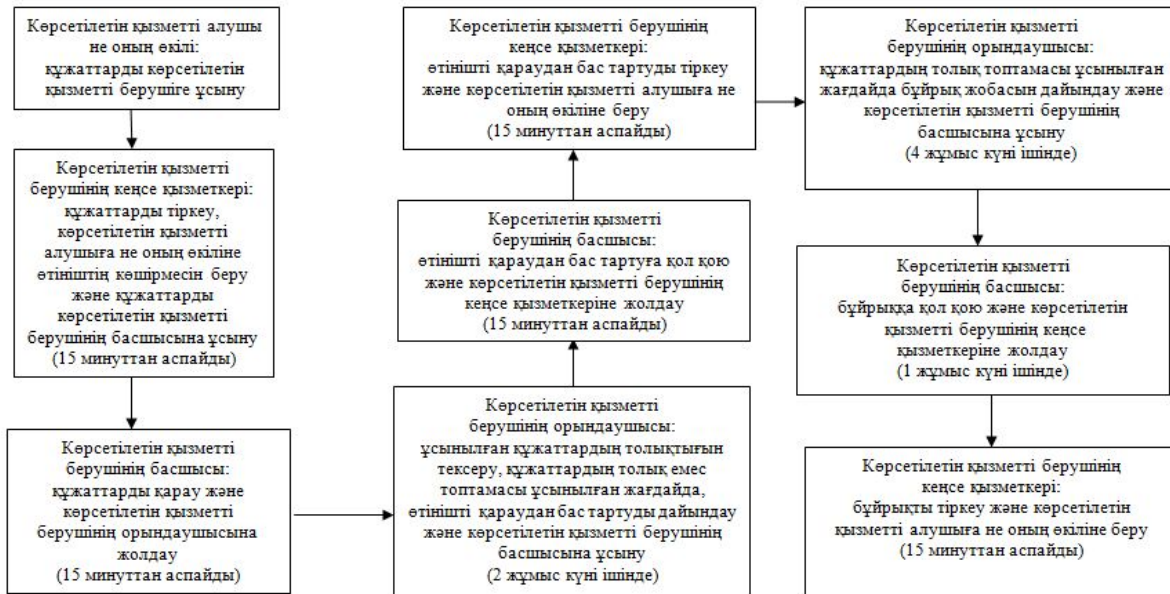 Көрсетілетін қызметті алушы
не оның өкілі:
құжаттарды көрсетілетін
қызметті берушіге ұсыну
Көрсетілетін қызметті
берушінің кеңсе қызметкері:
құжаттарды тіркеу,
көрсетілетін қызметті
алушыға не оның өкіліне
өтініштің көшірмесін беру
және құжаттарды
көрсетілетін қызметті
берушінің басшысына ұсыну
(15 минуттан аспайды)
Көрсетілетін қызметті
берушінің басшысы:
құжаттарды қарау және
көрсетілетін қызметті
берушінің орындаушысына
жолдау
(15 минуттан аспайды)
Көрсетілетін қызметті
берушінің орындаушысы:
ұсынылған құжаттардың толықтығын
тексеру, құжаттардың толық емес
топтамасы ұсынылған жағдайда,
өтінішті қараудан бас тартуды дайындау
және көрсетілетін қызметті берушінің
басшысына ұсыну
(2 жұмыс күні ішінде)
Көрсетілетін қызметті
берушінің басшысы:
өтінішті қараудан бас тартуға қол қою
және көрсетілетін қызметті берушінің
кеңсе қызметкеріне жолдау
(15 минуттан аспайды)
Көрсетілетін қызметті берушінің
кеңсе қызметкері:
өтінішті қараудан бас тартуды тіркеу
және көрсетілетін қызметті алушыға не
оның өкіліне беру
(15 минуттан аспайды)
Көрсетілетін қызметті
берушінің орындаушысы:
құжаттардың толық топтамасы ұсынылған
жағдайда бұйрық жобасын дайындау және
көрсетілетін қызметті берушінің
басшысына ұсыну
(4 жұмыс күні ішінде)
Көрсетілетін қызметті
берушінің басшысы:
бұйрыққа қол қою және көрсетілетін
қызметті берушінің кеңсе
қызметкеріне жолдау
(1 жұмыс күні ішінде)
Көрсетілетін қызметті берушінің
кеңсе қызметкері:
бұйрықты тіркеу және көрсетілетін
қызметті алушыға не оның өкіліне беру
(15 минуттан аспайды)